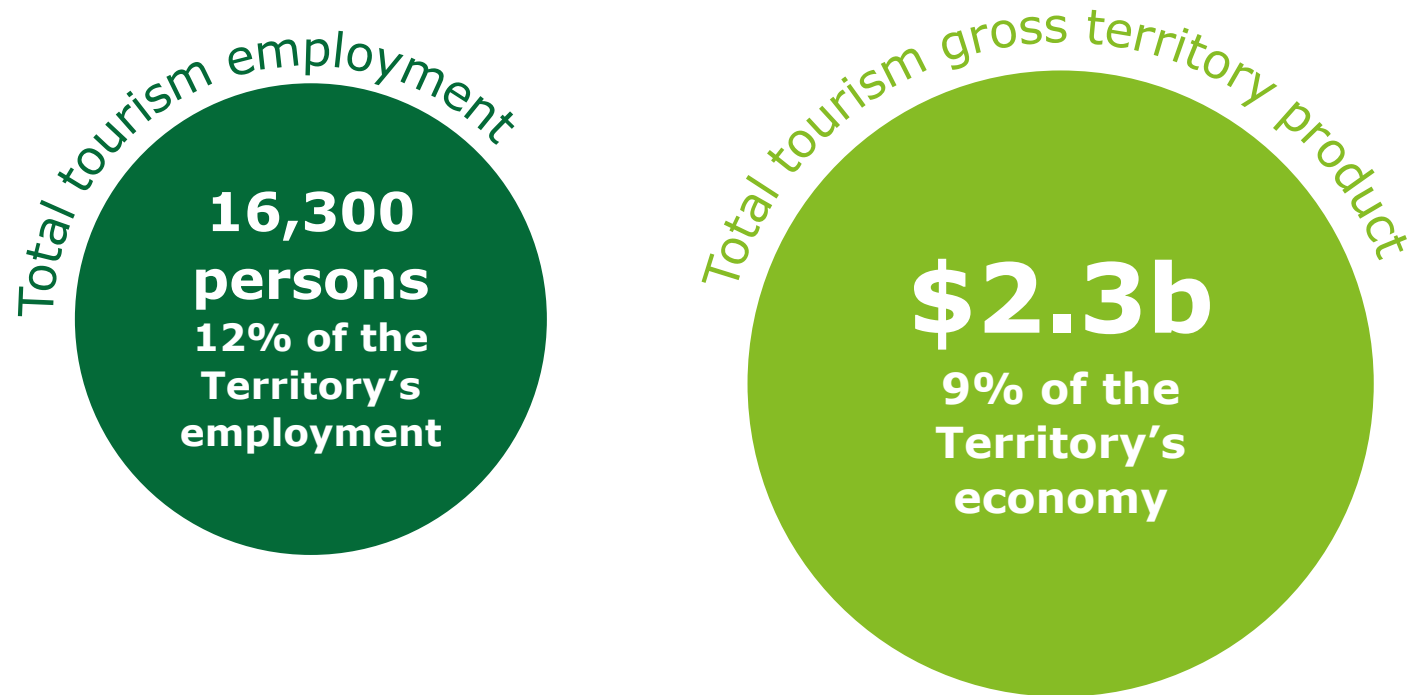 Total tourism employment
16,300
persons
12% of the
Territory’s
employment
Total tourism gross territory product
$2.3b
9% of the
Territory’s
economy